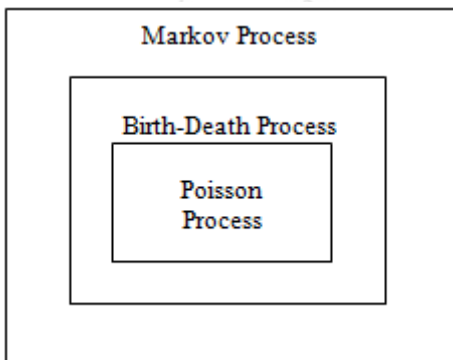 Markov Process
Birth-Death Process
Poisson
Process